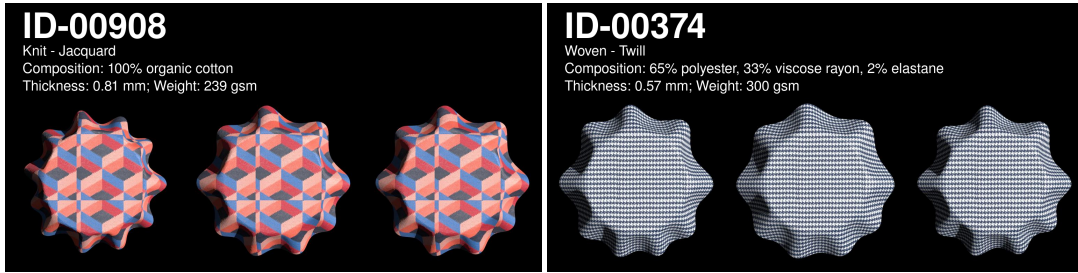 ID-00908
Knit - Jacquard
Composition: 100% organic cotton
Thickness: 0.81 mm; Weight: 239 gsm
ID-00374
Woven - Twill
Composition: 65% polyester, 33% viscose rayon, 2% elastane
Thickness: 0.57 mm; Weight: 300 gsm